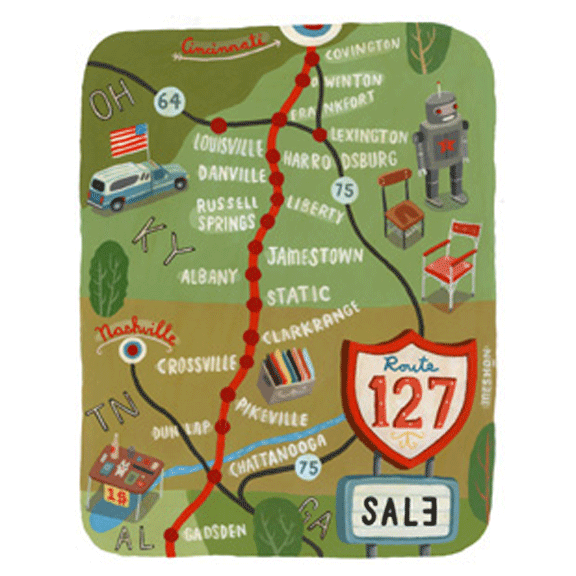 Cincinnati
COVINGTON
OWENTON
FRANKFORT
OH
64
LEXINGTON
LOUISVILLE
HARRODSBURG
DANVILLE
75
RUSSELL
SPRINGS
LIBERTY
KY
JAMESTOWN
ALBANY
STATIC
CLARKRANGE
Nashville
CROSSVILLE
Route
127
MESHON
PIKEVILLE
TN
DUNLAP
CHATTANOOGA
75
1$
SALE
GA
AL
GADSDEN